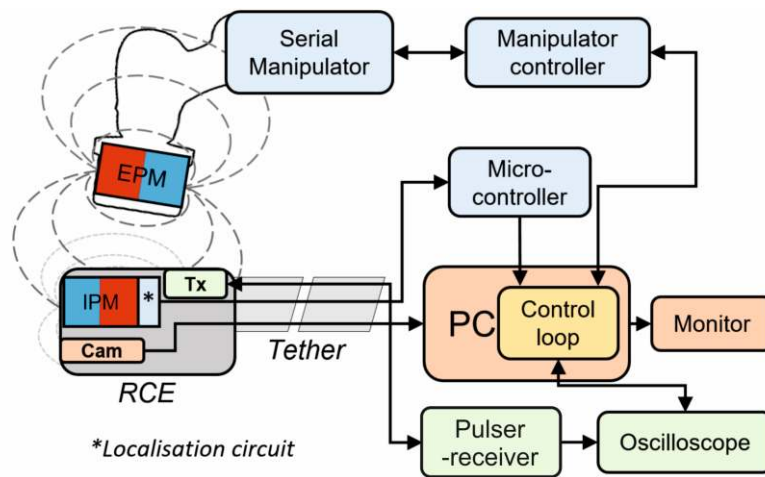 Serial
Manipulator
Manipulator
controller
EPM
Micro-
controller
IPM
*
Tx
Cam
RCE
Tether
PC
Control
loop
Monitor
*Localisation circuit
Pulser
-receiver
Oscilloscope